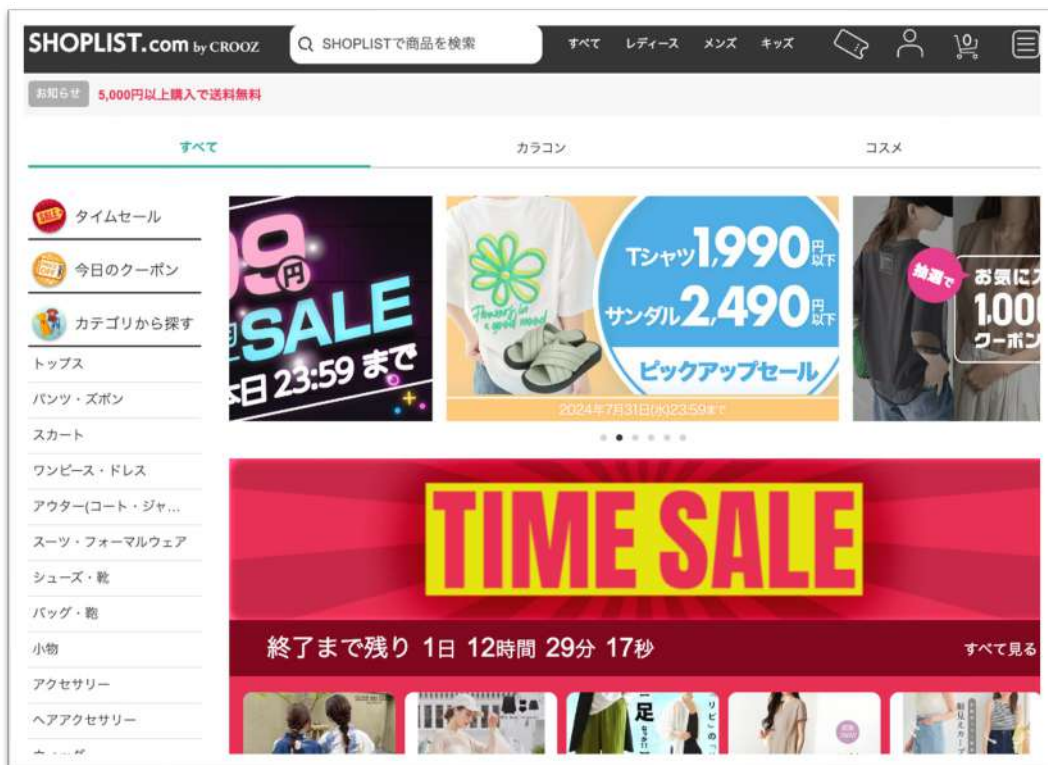 SHOPLIST.com by CROOZ
SHOPLISTで商品を検索
すべて レディース メンズ キッズ
0
お知らせ 5,000円以上購入で送料無料
すべて カラコン コスメ
SALE タイムセール
今日のクーポン
カテゴリから探す
トップス
パンツ・ズボン
スカート
ワンピース・ドレス
アウター(コート・ジャ...
スーツ・フォーマルウェア
シューズ・靴
バッグ・鞄
小物
アクセサリー
ヘアアクセサリー
円
SALE
本日 23:59 まで
Flowers in
a good mood
Tシャツ1,990円以下
サンダル2,490円以下
ピックアップセール
2024年7月31日(水)23:59まで
抽選で
お気に
クーポン
TIME SALE
終了まで残り 1日 12時間 29分 17秒
すべて見る
足